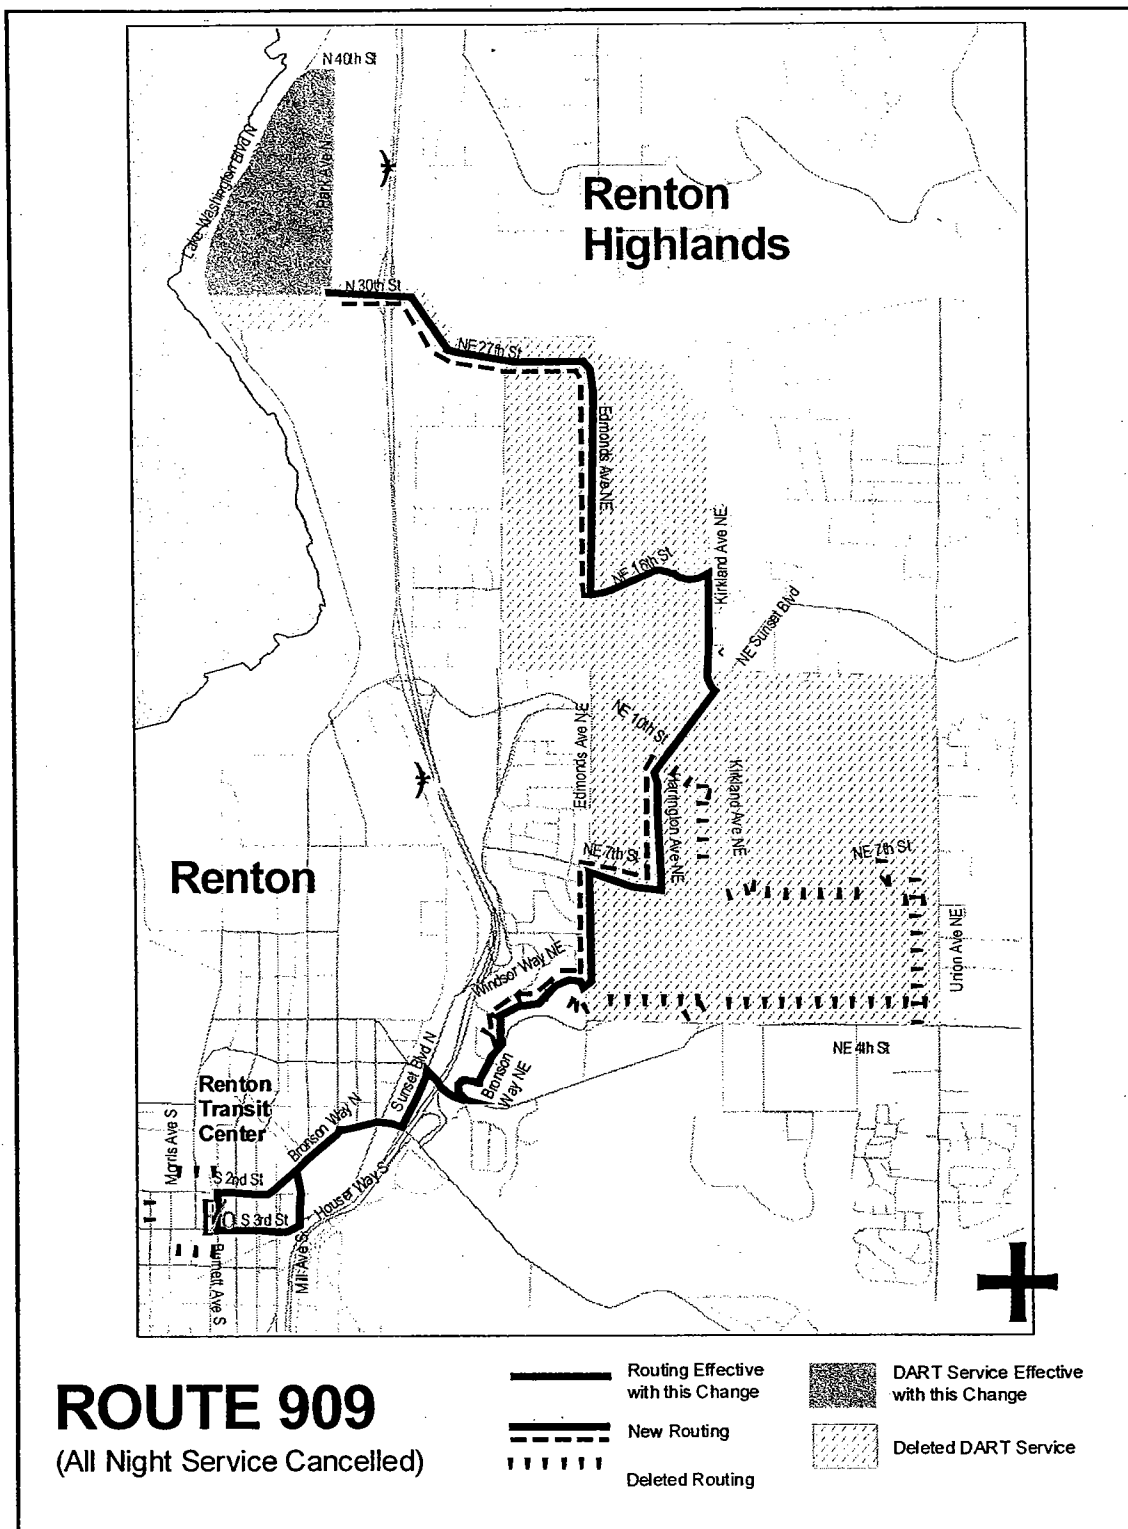 N 40th St
Lake Washington Blvd N
Park Ave N
Renton
Highlands
N 30th St
NE 27th St
Edmonds Ave NE
NE 16th St
Kirkland Ave NE
NE Sunset Blvd
NE 10th St
Edmonds Ave NE
Harrington Ave NE
Kirkland Ave NE
NE 7th St
NE 7th St
Renton
Union Ave NE
Windsor Way NE
Sunset Blvd N
Bronson
Way NE
NE 4th St
Renton
Transit
Center
Morris Ave S
Bronson Way N
S 2nd St
S 3rd St
Houser Way S
Mill Ave S
Burnett Ave S
ROUTE 909
(All Night Service Cancelled)
Routing Effective
with this Change
New Routing
Deleted Routing
DART Service Effective
with this Change
Deleted DART Service